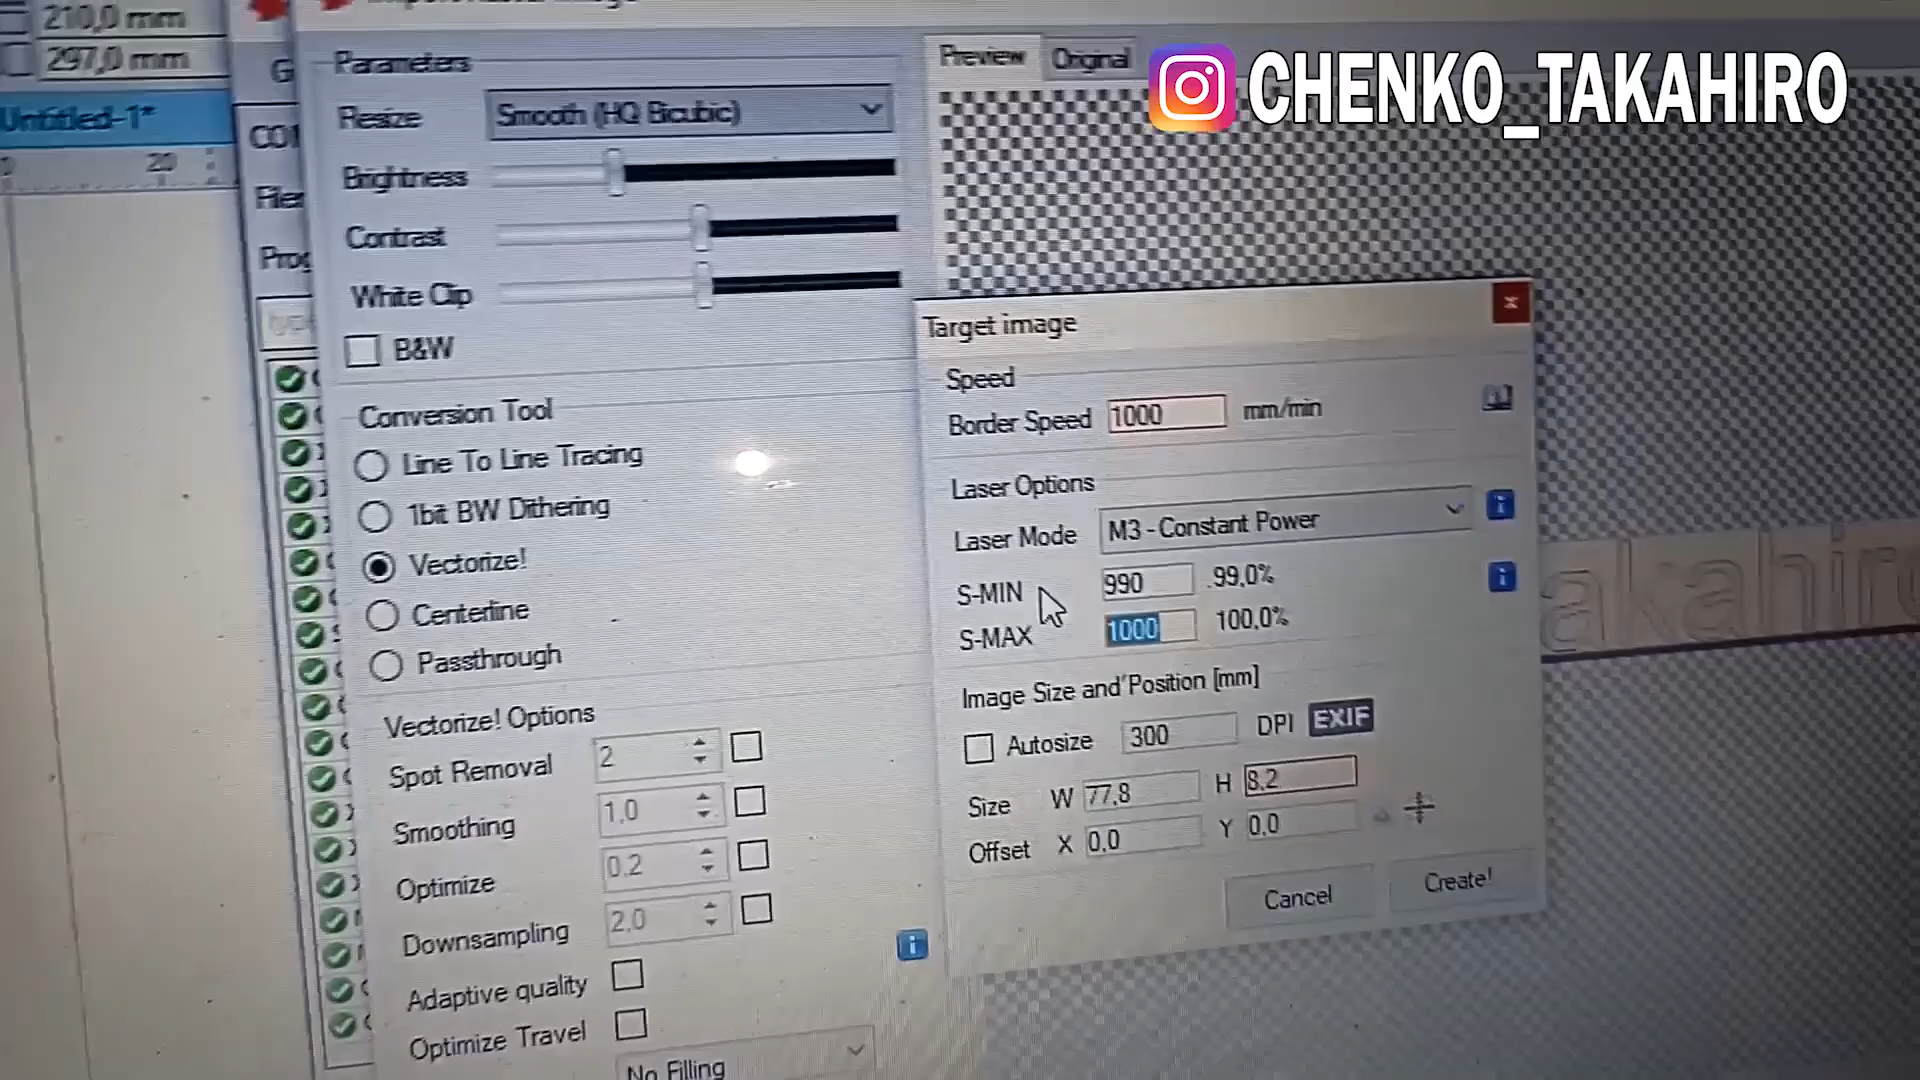 210,0 mm
297,0 mm
Untitled-1*
0
20
Parameters
Resize
Smooth (HQ Bicubic)
Brightness
Contrast
White Clip
B&W
Conversion Tool
Line To Line Tracing
1bit BW Dithering
Vectorize!
Centerline
Passthrough
Vectorize! Options
Spot Removal
2
Smoothing
1,0
Optimize
0,2
Downsampling
2,0
Adaptive quality
Optimize Travel
No Filling
Preview
Original
CHENKO_TAKAHIRO
Target image
Speed
Border Speed 1000 mm/min
Laser Options
Laser Mode M3 - Constant Power
S-MIN 990 99,0%
S-MAX 1000 100,0%
Image Size and Position [mm]
Autosize 300 DPI EXIF
Size W 77,8 H 8,2
Offset X 0,0 Y 0,0
Cancel
Create!
akahiro